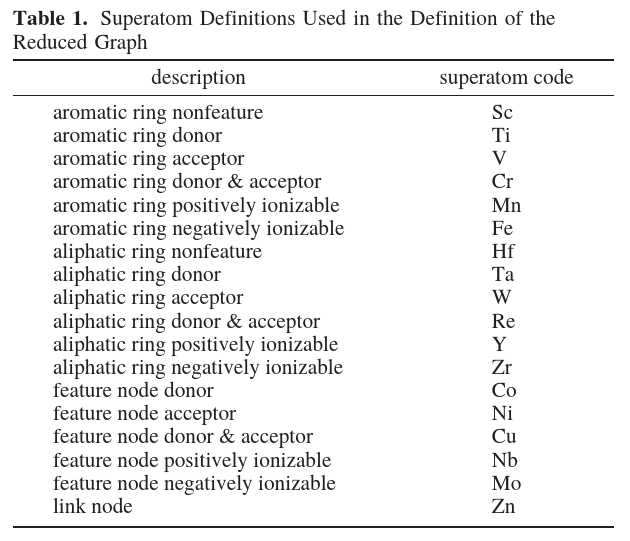 Table 1. Superatom Definitions Used in the Definition of the
Reduced Graph
description superatom code
aromatic ring nonfeature Sc
aromatic ring donor Ti
aromatic ring acceptor V
aromatic ring donor & acceptor Cr
aromatic ring positively ionizable Mn
aromatic ring negatively ionizable Fe
aliphatic ring nonfeature Hf
aliphatic ring donor Ta
aliphatic ring acceptor W
aliphatic ring donor & acceptor Re
aliphatic ring positively ionizable Y
aliphatic ring negatively ionizable Zr
feature node donor Co
feature node acceptor Ni
feature node donor & acceptor Cu
feature node positively ionizable Nb
feature node negatively ionizable Mo
link node Zn